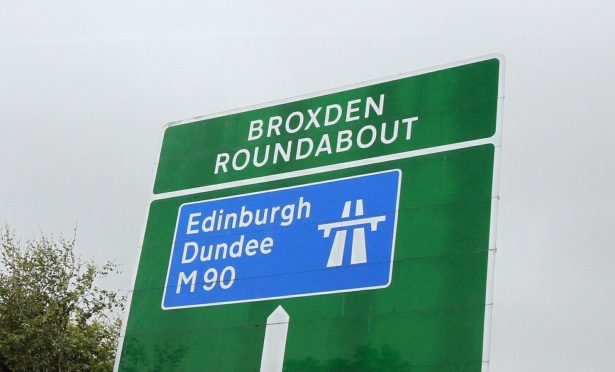 BROXDEN
ROUNDABOUT
Edinburgh
Dundee
M 90